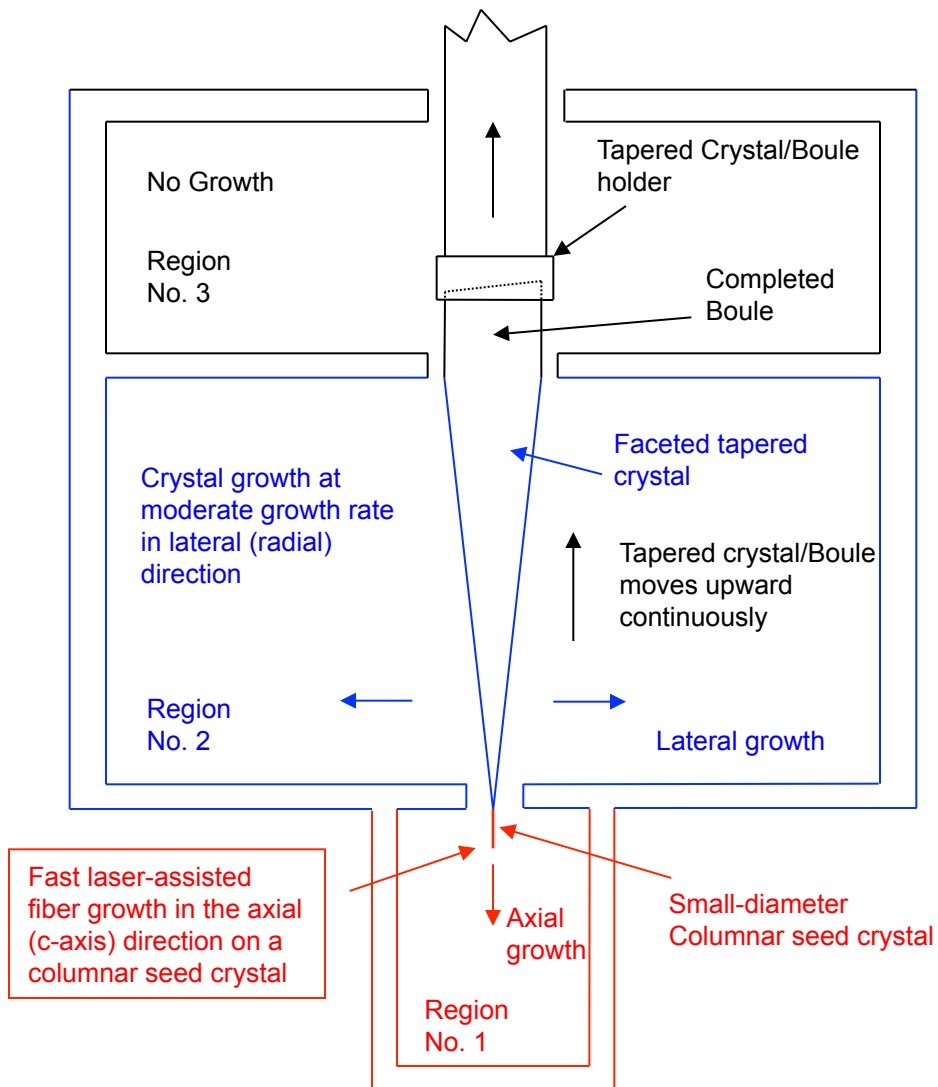 No Growth
Region
No. 3
Tapered Crystal/Boule
holder
Completed
Boule
Crystal growth at
moderate growth rate
in lateral (radial)
direction
Faceted tapered
crystal
Tapered crystal/Boule
moves upward
continuously
Region
No. 2
Lateral growth
Fast laser-assisted
fiber growth in the axial
(c-axis) direction on a
columnar seed crystal
Axial
growth
Small-diameter
Columnar seed crystal
Region
No. 1